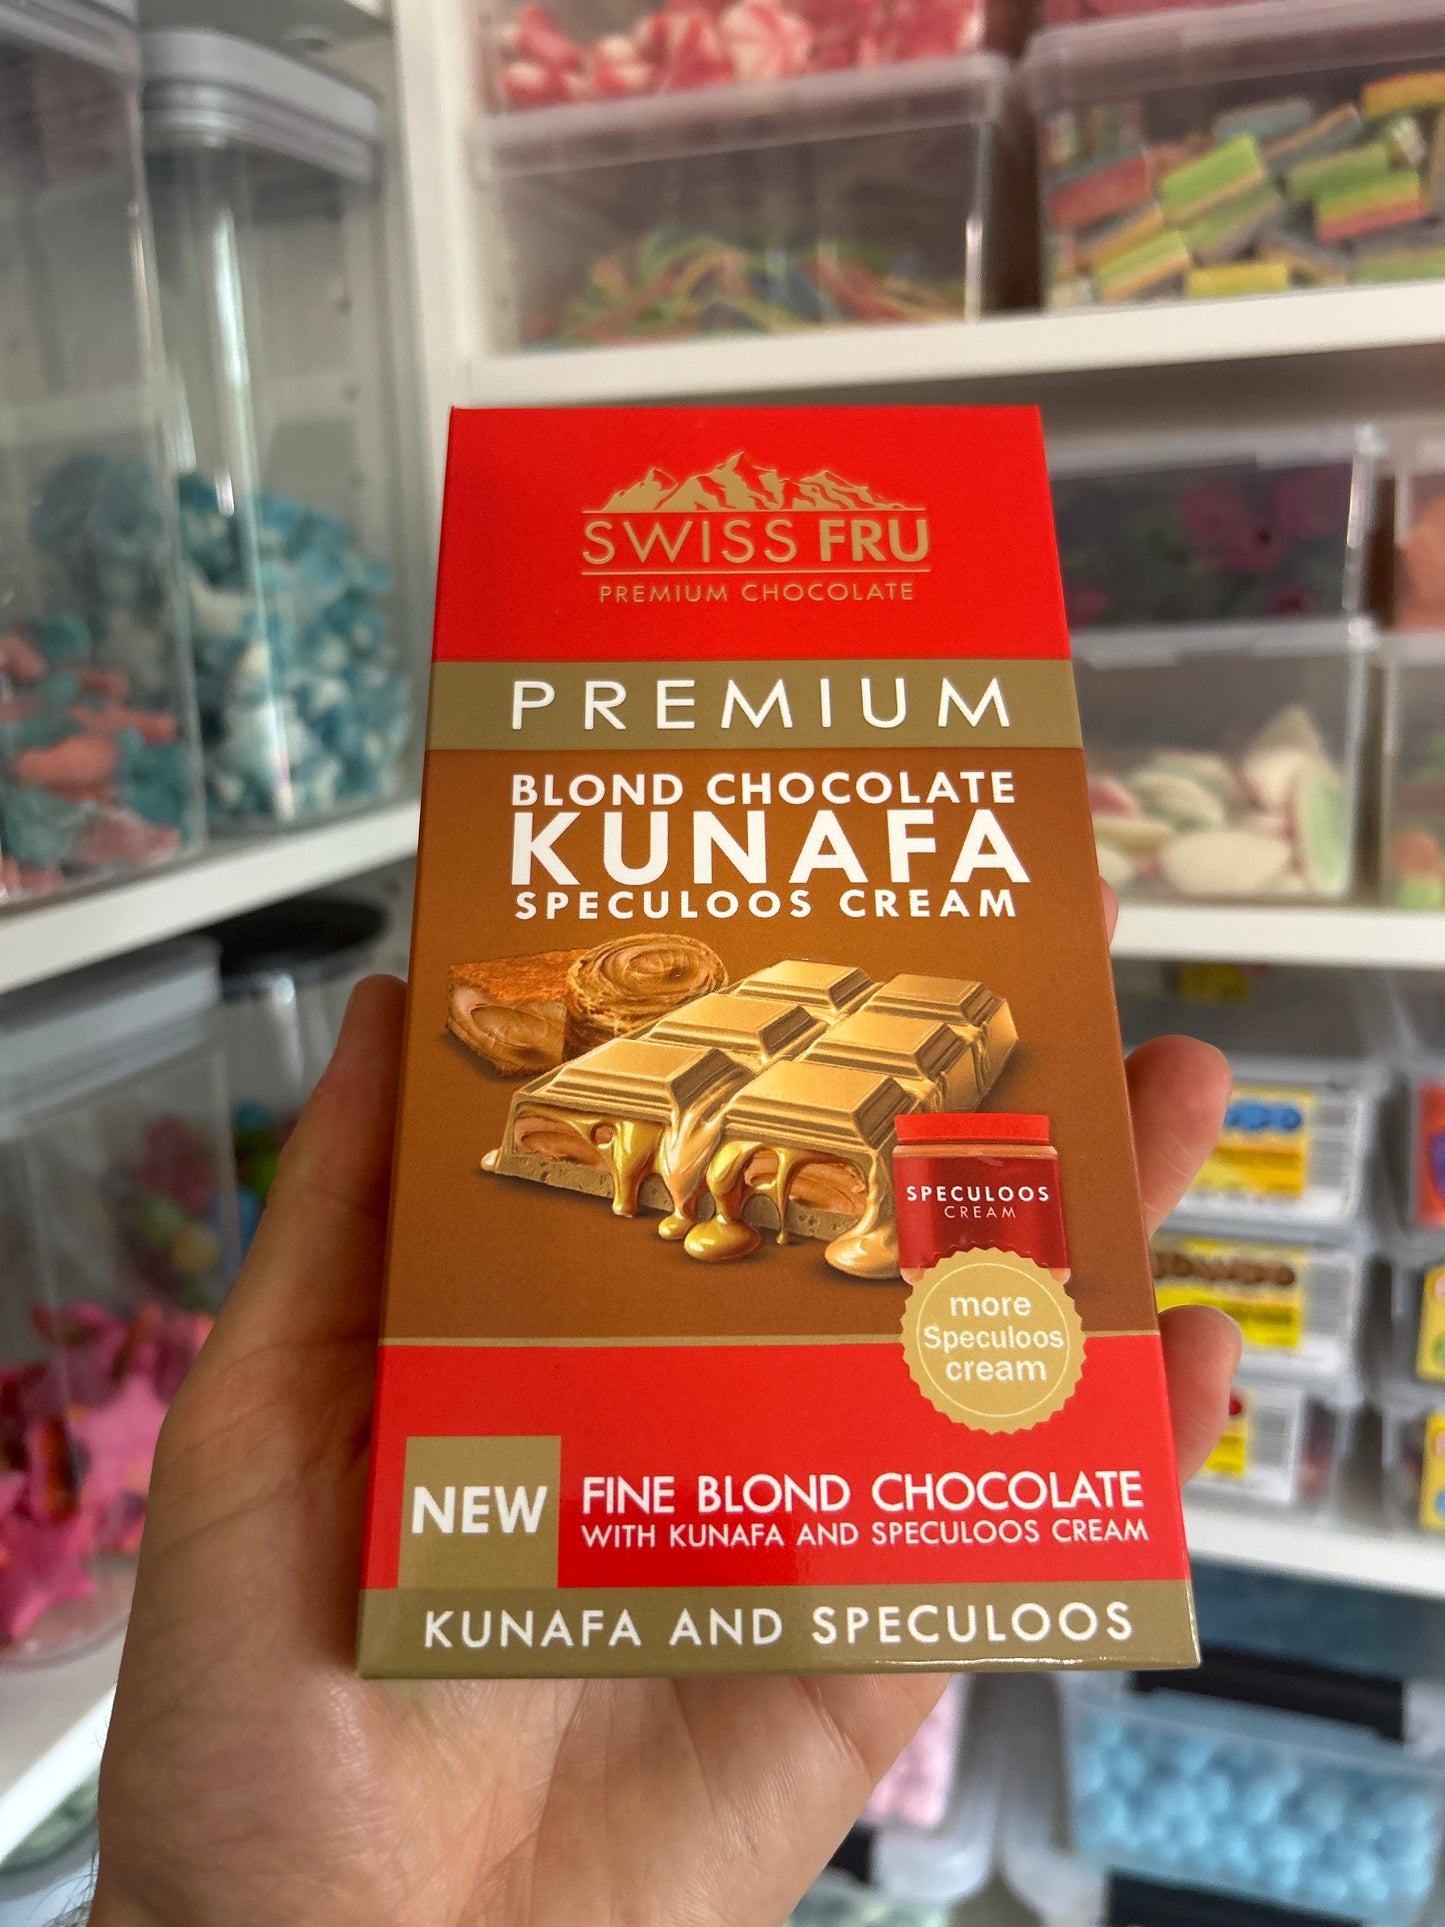 SWISS FRU
PREMIUM CHOCOLATE
PREMIUM
BLOND CHOCOLATE
KUNAFA
SPECULOOS CREAM
SPECULOOS
CREAM
more
Speculoos
cream
NEW
FINE BLOND CHOCOLATE
WITH KUNAFA AND SPECULOOS CREAM
KUNAFA AND SPECULOOS